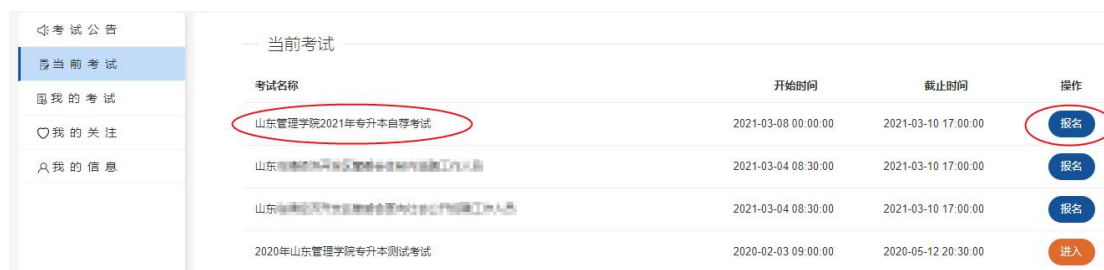 考试公告
当前考试
我的考试
我的关注
我的信息
当前考试
考试名称 开始时间 截止时间 操作
山东管理学院2021年专升本自荐考试 2021-03-08 00:00:00 2021-03-10 17:00:00 报名
山东 2021-03-04 08:30:00 2021-03-10 17:00:00 报名
山东 2021-03-04 08:30:00 2021-03-10 17:00:00 报名
2020年山东管理学院专升本测试考试 2020-02-03 09:00:00 2020-05-12 20:30:00 进入